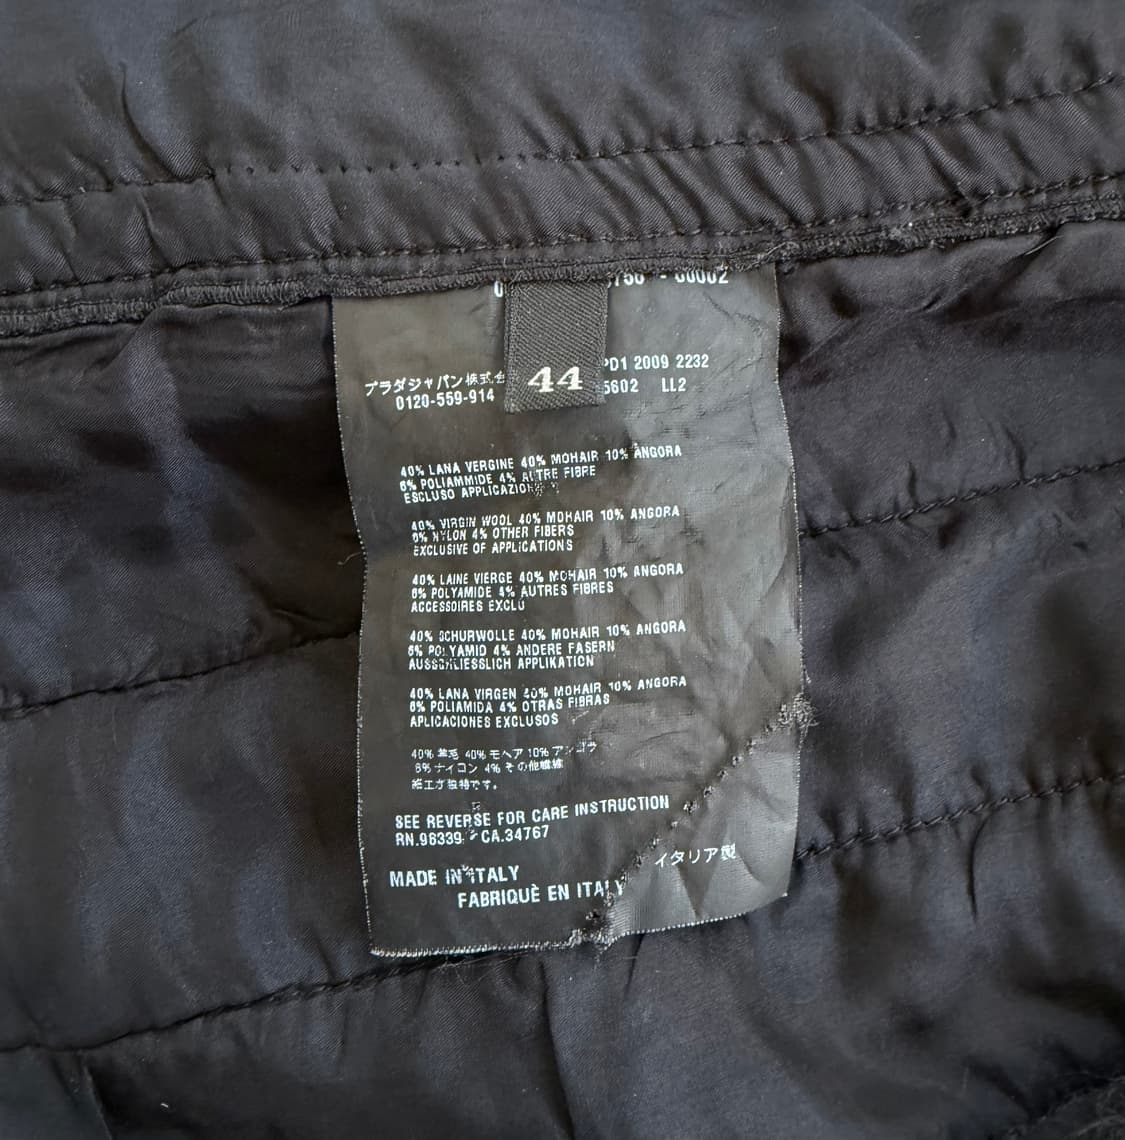 44
PD1 2009 2232
プラダジャパン株式会
5602 LL2
0120-559-914
40% LANA VERGINE 40% MOHAIR 10% ANGORA
6% POLIAMMIDE 4% ALTRE FIBRE
ESCLUSO
40% VIRGIN WOOL 40% MOHAIR 10% ANGORA
6% NYLON 4% OTHER FIBERS
EXCLUSIVE OF APPLICATIONS
40% LAINE VIERGE 40% MOHAIR 10% ANGORA
6% POLYAMIDE 4% AUTRES FIBRES
ACCESSOIRES EXCLU
40% SCHURWOLLE 40% MOHAIR 10% ANGORA
6% POLYAMID 4% ANDERE FASERN
AUSSCHLIESSLICH APPLIKATION
40% LANA VIRGEN 40% MOHAIR 10% ANGORA
6% POLIAMIDA 4% OTRAS FIBRAS
APLICACIONES EXCLUSOS
40% 羊毛 40% モヘア 10% アンゴラ
6% ナイロン 4% その他繊維
SEE REVERSE FOR CARE INSTRUCTION
RN.96339 - CA.34767
イタリア製
MADE IN ITALY
FABRIQUÈ EN ITALY